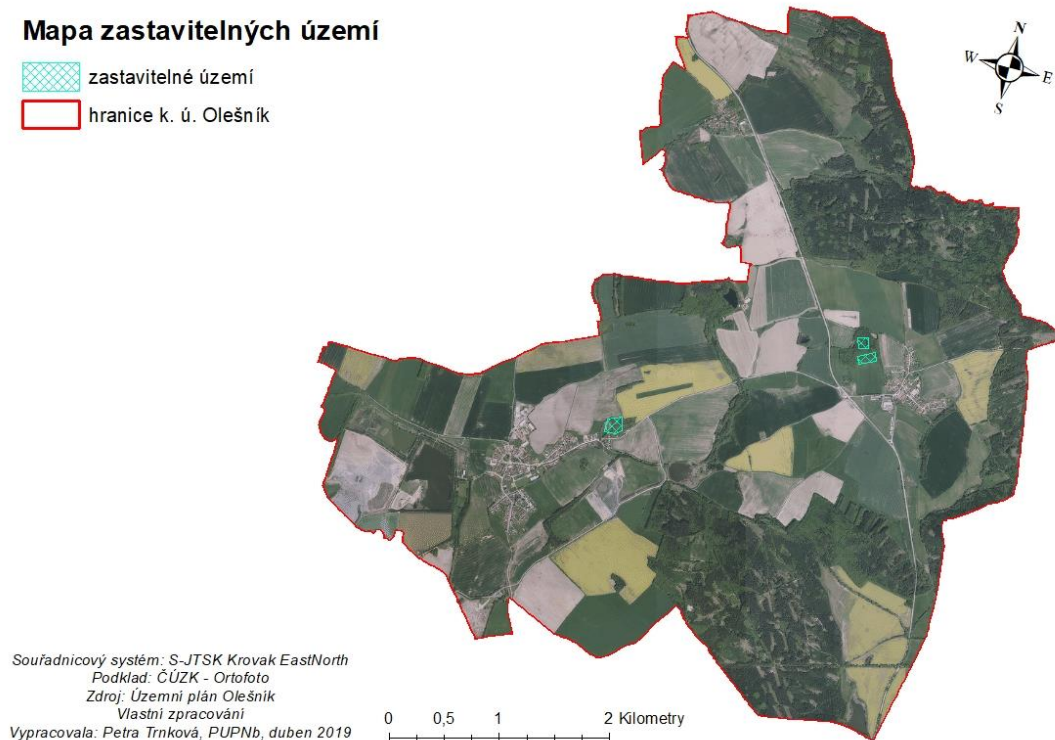 Mapa zastavitelných území
zastavitelné území
hranice k. ú. Olešník
N
W
E
S
Souřadnicový systém: S-JTSK Krovak EastNorth
Podklad: ČÚZK - Ortofoto
Zdroj: Územní plán Olešník
Vlastní zpracování
Vypracovala: Petra Trnková, PUPNb, duben 2019
0 0,5 1 2 Kilometry